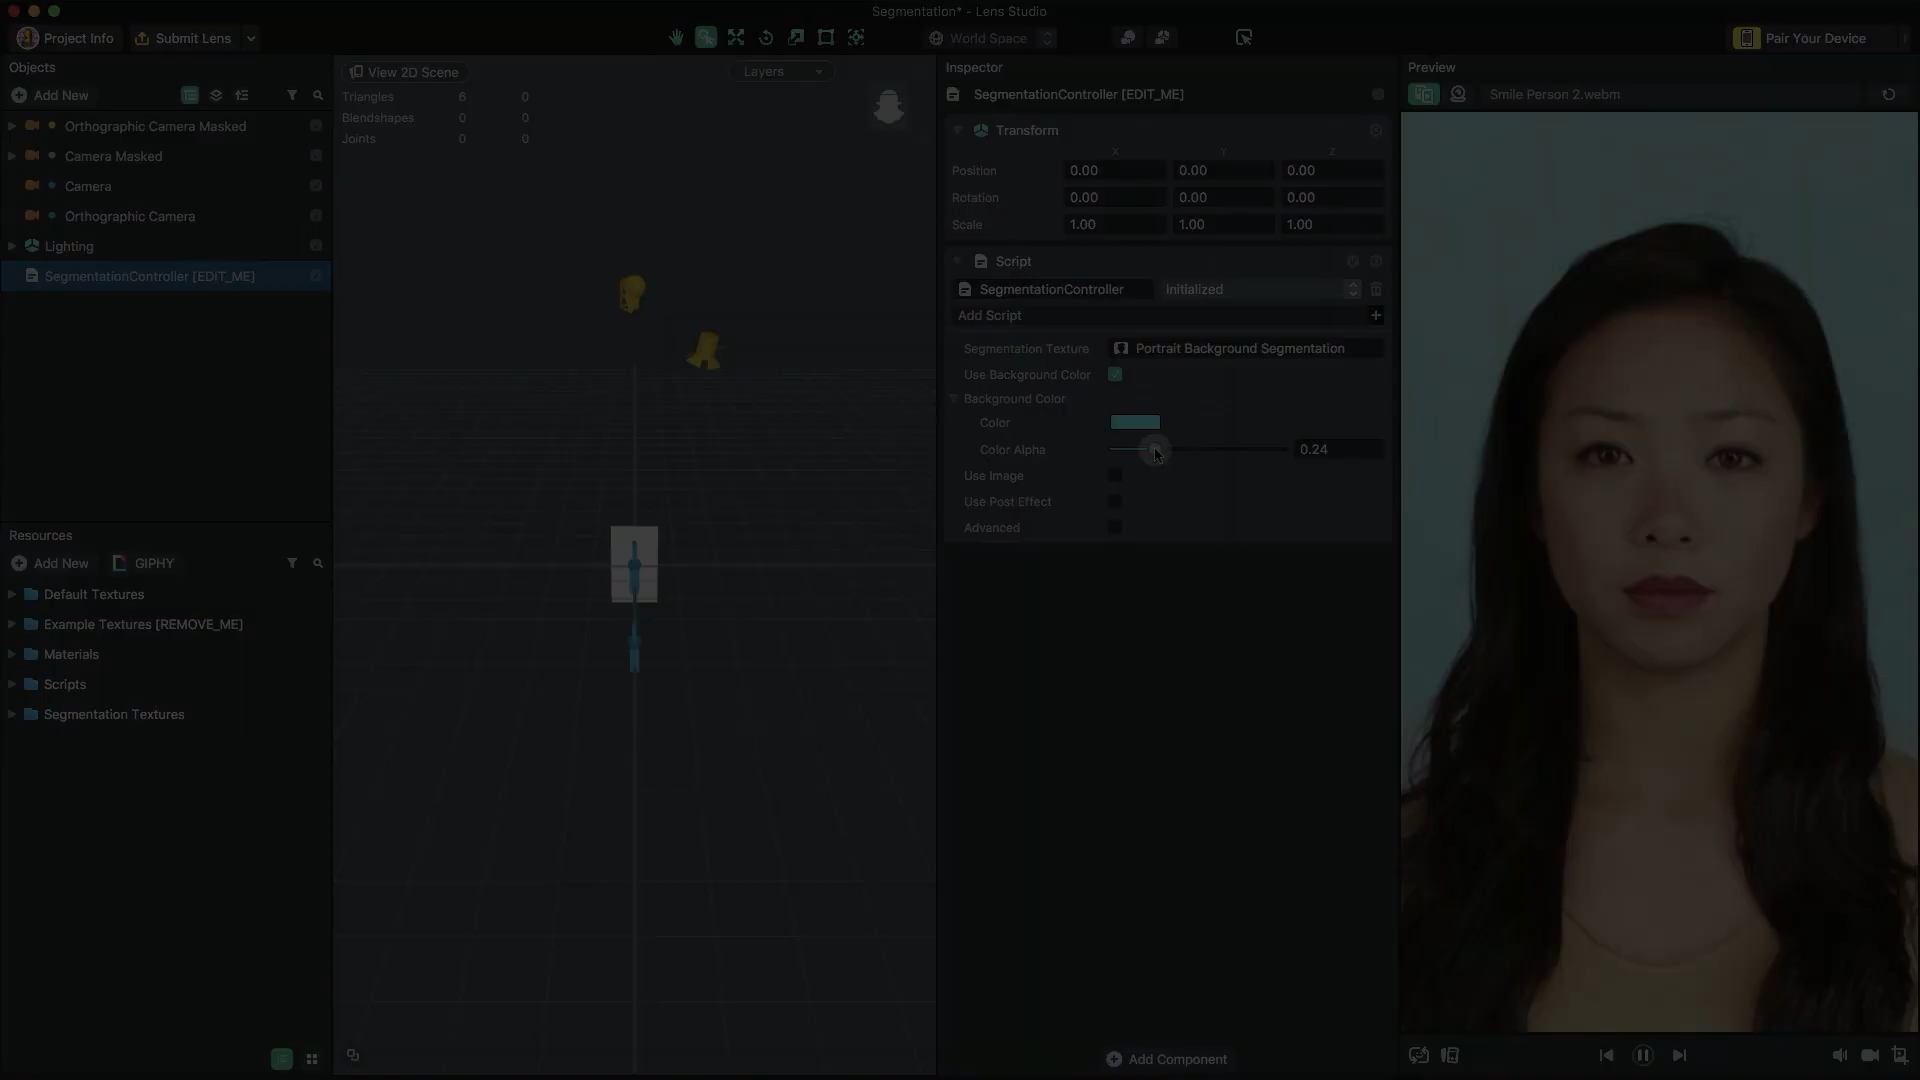 Segmentation* - Lens Studio
Project Info
Submit Lens
World Space
Pair Your Device
Objects
Add New
Orthographic Camera Masked
Camera Masked
Camera
Orthographic Camera
Lighting
SegmentationController [EDIT_ME]
Resources
Add New
GIPHY
Default Textures
Example Textures [REMOVE_ME]
Materials
Scripts
Segmentation Textures
View 2D Scene
Layers
Triangles 6 0
Blendshapes 0 0
Joints 0 0
Inspector
SegmentationController [EDIT_ME]
Transform
X Y Z
Position 0.00 0.00 0.00
Rotation 0.00 0.00 0.00
Scale 1.00 1.00 1.00
Script
SegmentationController Initialized
Add Script
Segmentation Texture Portrait Background Segmentation
Use Background Color
Background Color
Color
Color Alpha 0.24
Use Image
Use Post Effect
Advanced
Add Component
Preview
Smile Person 2.webm